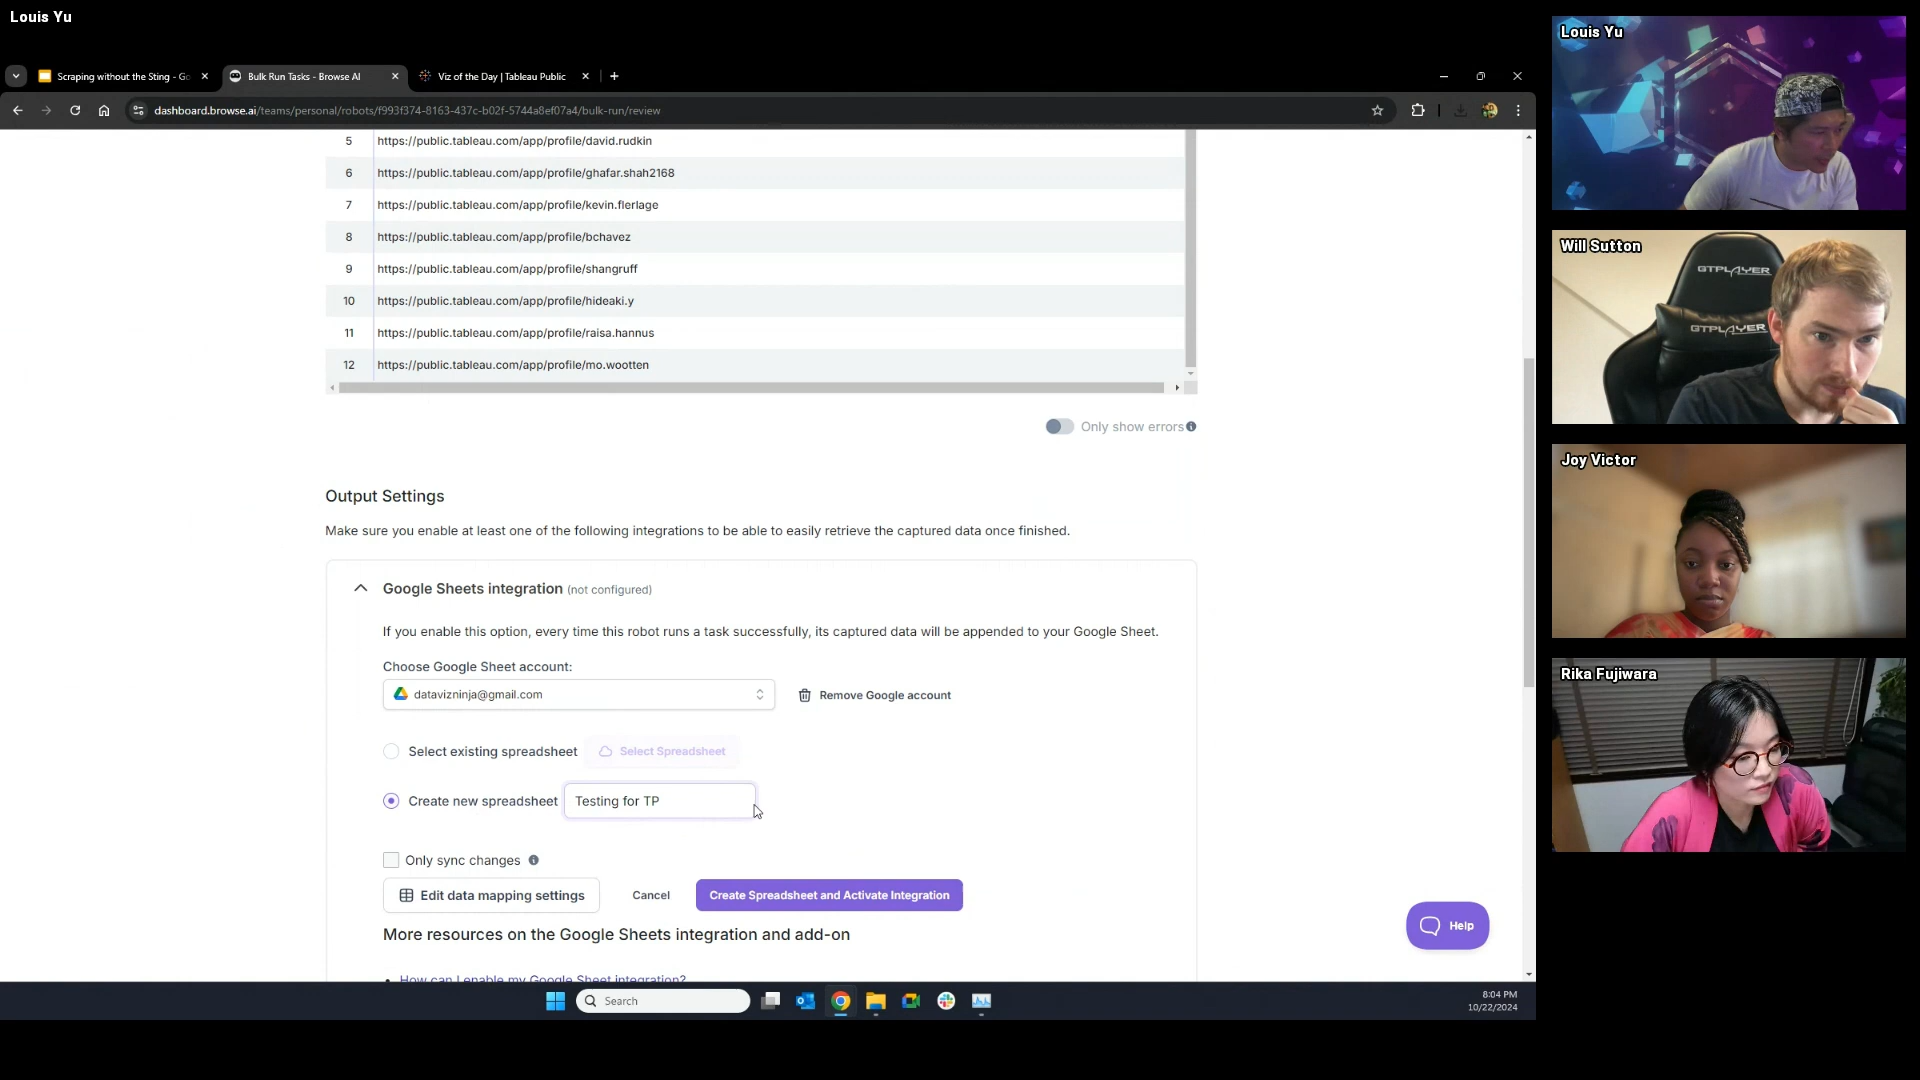 Louis Yu
Scraping without the Sting - Go
Bulk Run Tasks - Browse AI
Viz of the Day | Tableau Public
dashboard.browse.ai/teams/personal/robots/f993f374-8163-437c-b02f-5744a8ef07a4/bulk-run/review
5 https://public.tableau.com/app/profile/david.rudkin
6 https://public.tableau.com/app/profile/ghafar.shah2168
7 https://public.tableau.com/app/profile/kevin.flerlage
8 https://public.tableau.com/app/profile/bchavez
9 https://public.tableau.com/app/profile/shangruff
10 https://public.tableau.com/app/profile/hideaki.y
11 https://public.tableau.com/app/profile/raisa.hannus
12 https://public.tableau.com/app/profile/mo.wootten
Only show errors
Output Settings
Make sure you enable at least one of the following integrations to be able to easily retrieve the captured data once finished.
Google Sheets integration (not configured)
If you enable this option, every time this robot runs a task successfully, its captured data will be appended to your Google Sheet.
Choose Google Sheet account:
datavizninja@gmail.com
Remove Google account
Select existing spreadsheet
Select Spreadsheet
Create new spreadsheet
Testing for TP
Only sync changes
Edit data mapping settings
Cancel
Create Spreadsheet and Activate Integration
More resources on the Google Sheets integration and add-on
How can I enable my Google Sheet integration?
Help
Search
8:04 PM
10/22/2024
Louis Yu
Will Sutton
GTPLAYER
GTPLAYER
Joy Victor
Rika Fujiwara